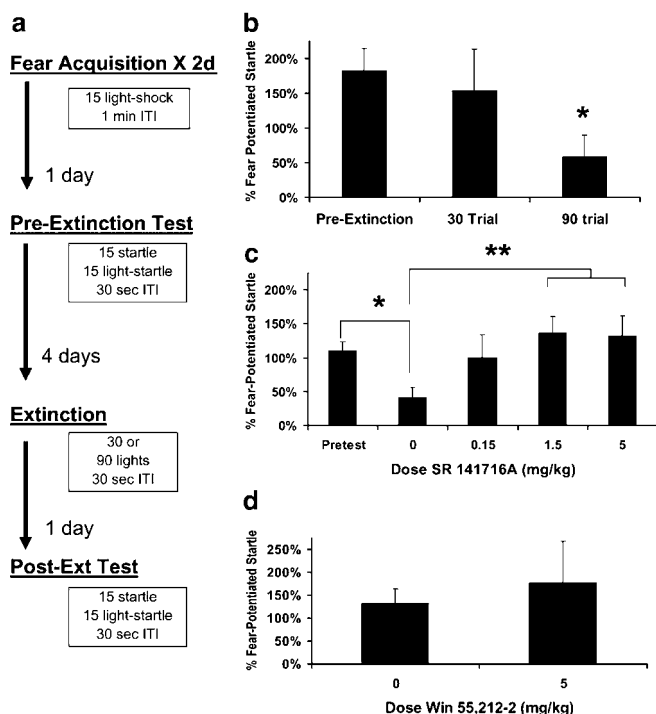 a
Fear Acquisition X 2d
15 light-shock
1 min ITI
1 day
Pre-Extinction Test
15 startle
15 light-startle
30 sec ITI
4 days
Extinction
30 or
90 lights
30 sec ITI
1 day
Post-Ext Test
15 startle
15 light-startle
30 sec ITI
b
% Fear Potentiated Startle
200%
150%
100%
50%
0%
*
Pre-Extinction 30 Trial 90 trial
c
% Fear-Potentiated Startle
200%
150%
100%
50%
0%
*
**
Pretest 0 0.15 1.5 5
Dose SR 141716A (mg/kg)
d
% Fear-Potentiated Startle
250%
200%
150%
100%
50%
0%
0 5
Dose Win 55,212-2 (mg/kg)